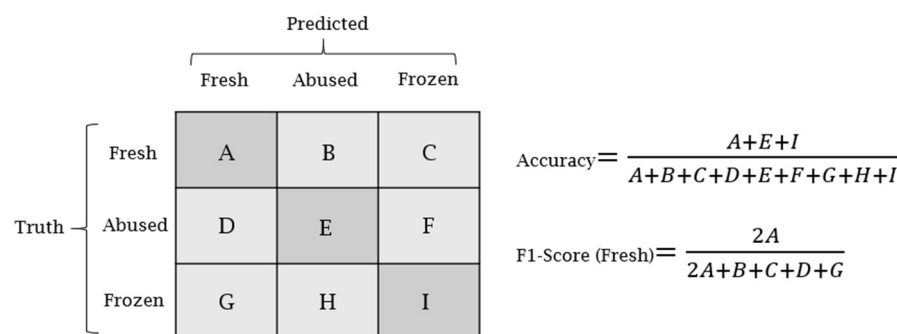 Predicted
Fresh Abused Frozen
Fresh A B C
Accuracy= A+E+I
A+B+C+D+E+F+G+H+I
Truth Abused D E F
F1-Score (Fresh)= 2A
2A+B+C+D+G
Frozen G H I